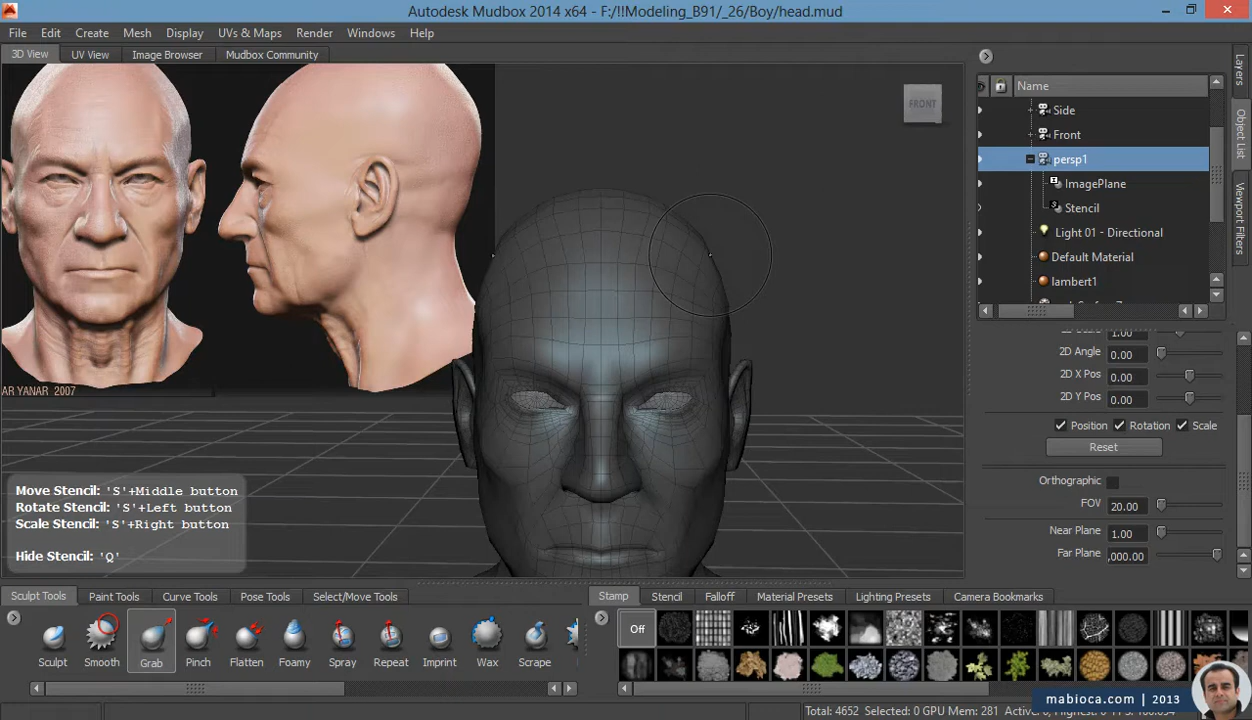 Autodesk Mudbox 2014 x64 - F:/!!Modeling_B91/_26/Boy/head.mud
File Edit Create Mesh Display UVs & Maps Render Windows Help
3D View UV View Image Browser Mudbox Community
FRONT
Name
Side
Front
persp1
ImagePlane
Stencil
Light 01 - Directional
Default Material
lambert1
Layers
Object List
Viewport Filters
1.00
2D Angle 0.00
2D X Pos 0.00
2D Y Pos 0.00
Position Rotation Scale
Reset
Orthographic
FOV 20.00
Near Plane 1.00
Far Plane ,000.00
AR YANAR 2007
Move Stencil: 'S'+Middle button
Rotate Stencil: 'S'+Left button
Scale Stencil: 'S'+Right button
Hide Stencil: 'Q'
Sculpt Tools Paint Tools Curve Tools Pose Tools Select/Move Tools
Sculpt Smooth Grab Pinch Flatten Foamy Spray Repeat Imprint Wax Scrape
Stamp Stencil Falloff Material Presets Lighting Presets Camera Bookmarks
Off
mabioca.com | 2013
Total: 4652 Selected: 0 GPU Mem: 281